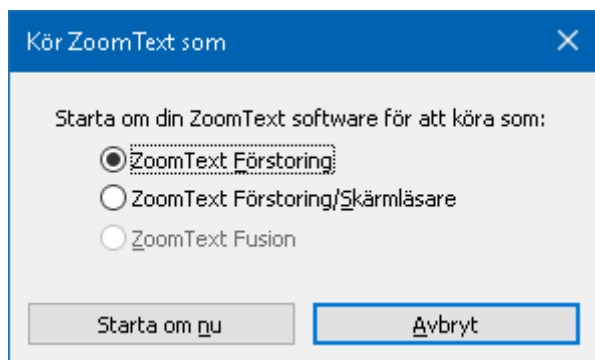 Kör ZoomText som
Starta om din ZoomText software för att köra som:
ZoomText Förstoring
ZoomText Förstoring/Skärmläsare
ZoomText Fusion
Starta om nu Avbryt